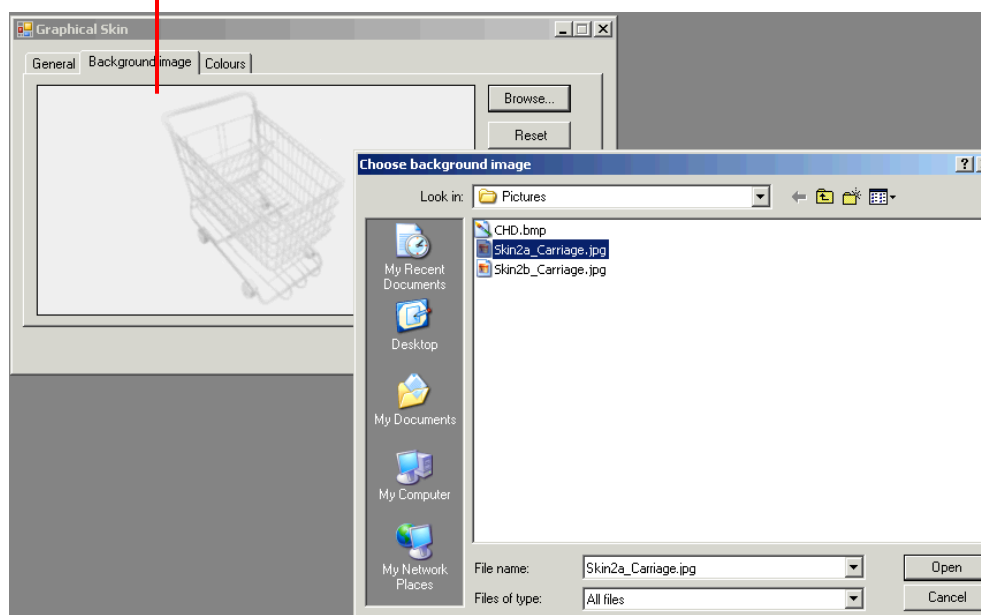 Graphical Skin
General Background image Colours
Browse...
Reset
Choose background image
Look in: Pictures
My Recent
Documents
Desktop
My Documents
My Computer
My Network
Places
CHD.bmp
Skin2a_Carriage.jpg
Skin2b_Carriage.jpg
File name: Skin2a_Carriage.jpg Open
Files of type: All files Cancel